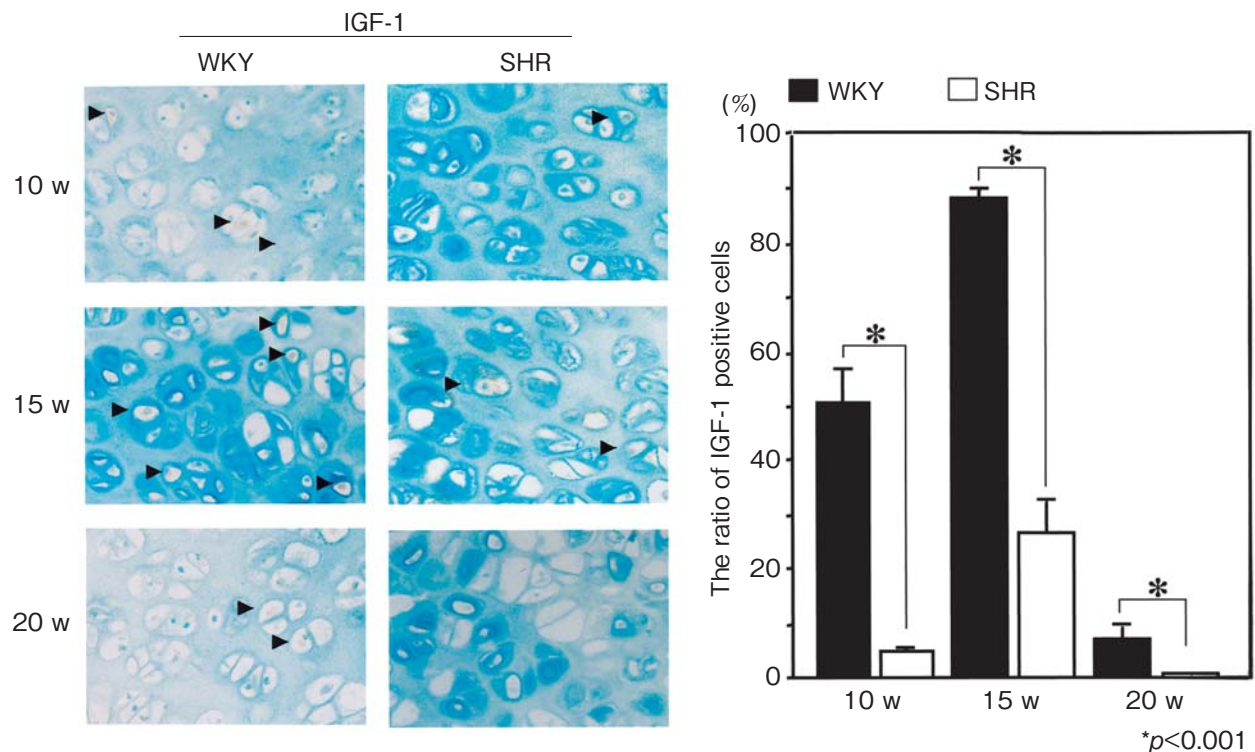 IGF-1
WKY SHR
10 w
15 w
20 w
(%) WKY SHR
The ratio of IGF-1 positive cells
100
80
60
40
20
0
* * *
10 w 15 w 20 w
*p<0.001